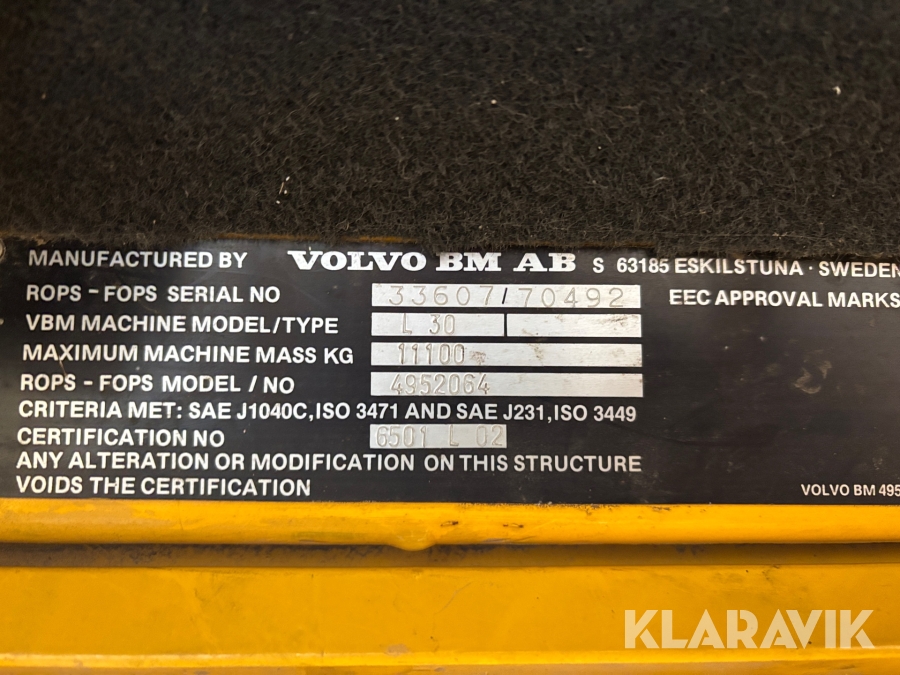 MANUFACTURED BY VOLVO BM AB S 63185 ESKILSTUNA · SWEDEN
ROPS - FOPS SERIAL NO 33607/70492 EEC APPROVAL MARKS
VBM MACHINE MODEL/TYPE L 30
MAXIMUM MACHINE MASS KG 11100
ROPS - FOPS MODEL / NO 4952064
CRITERIA MET: SAE J1040C, ISO 3471 AND SAE J231, ISO 3449
CERTIFICATION NO 6501 L 02
ANY ALTERATION OR MODIFICATION ON THIS STRUCTURE
VOIDS THE CERTIFICATION
VOLVO BM 495
KLARAVIK